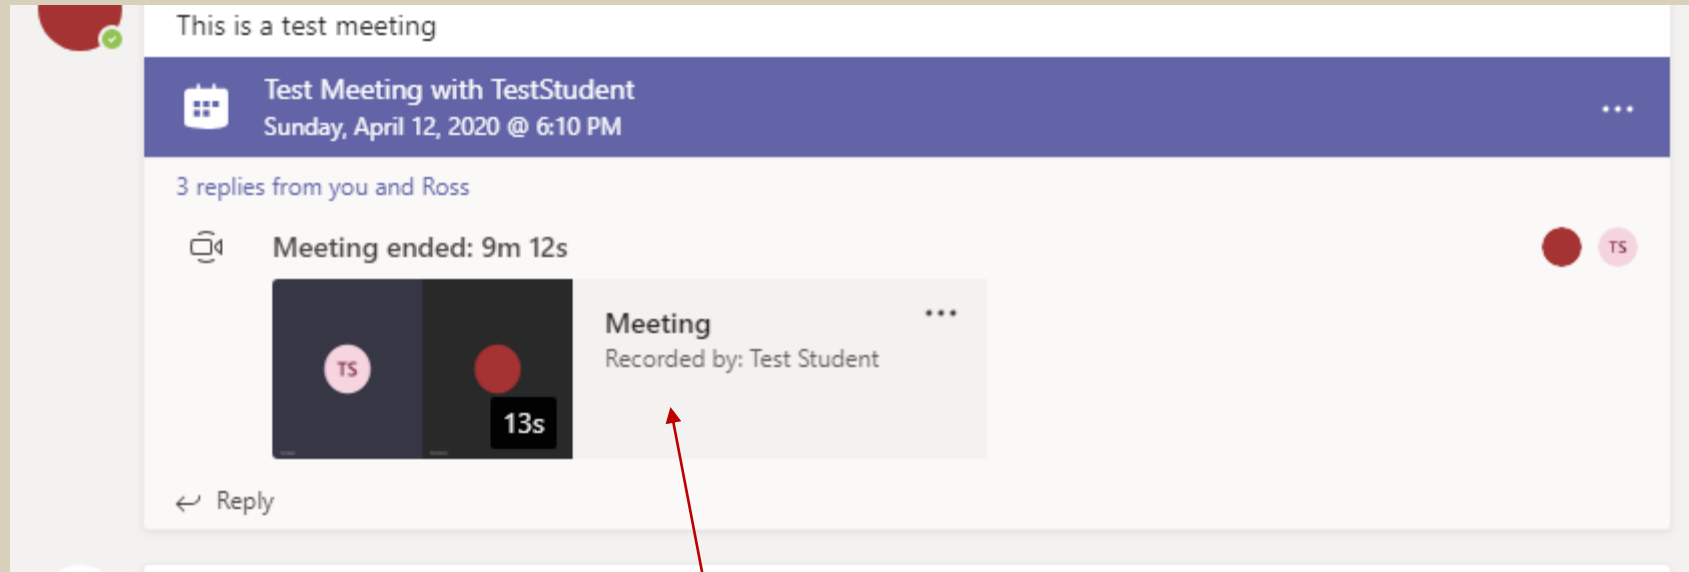 This is a test meeting
Test Meeting with TestStudent
Sunday, April 12, 2020 @ 6:10 PM
3 replies from you and Ross
Meeting ended: 9m 12s
TS
TS
13s
Meeting
Recorded by: Test Student
Reply